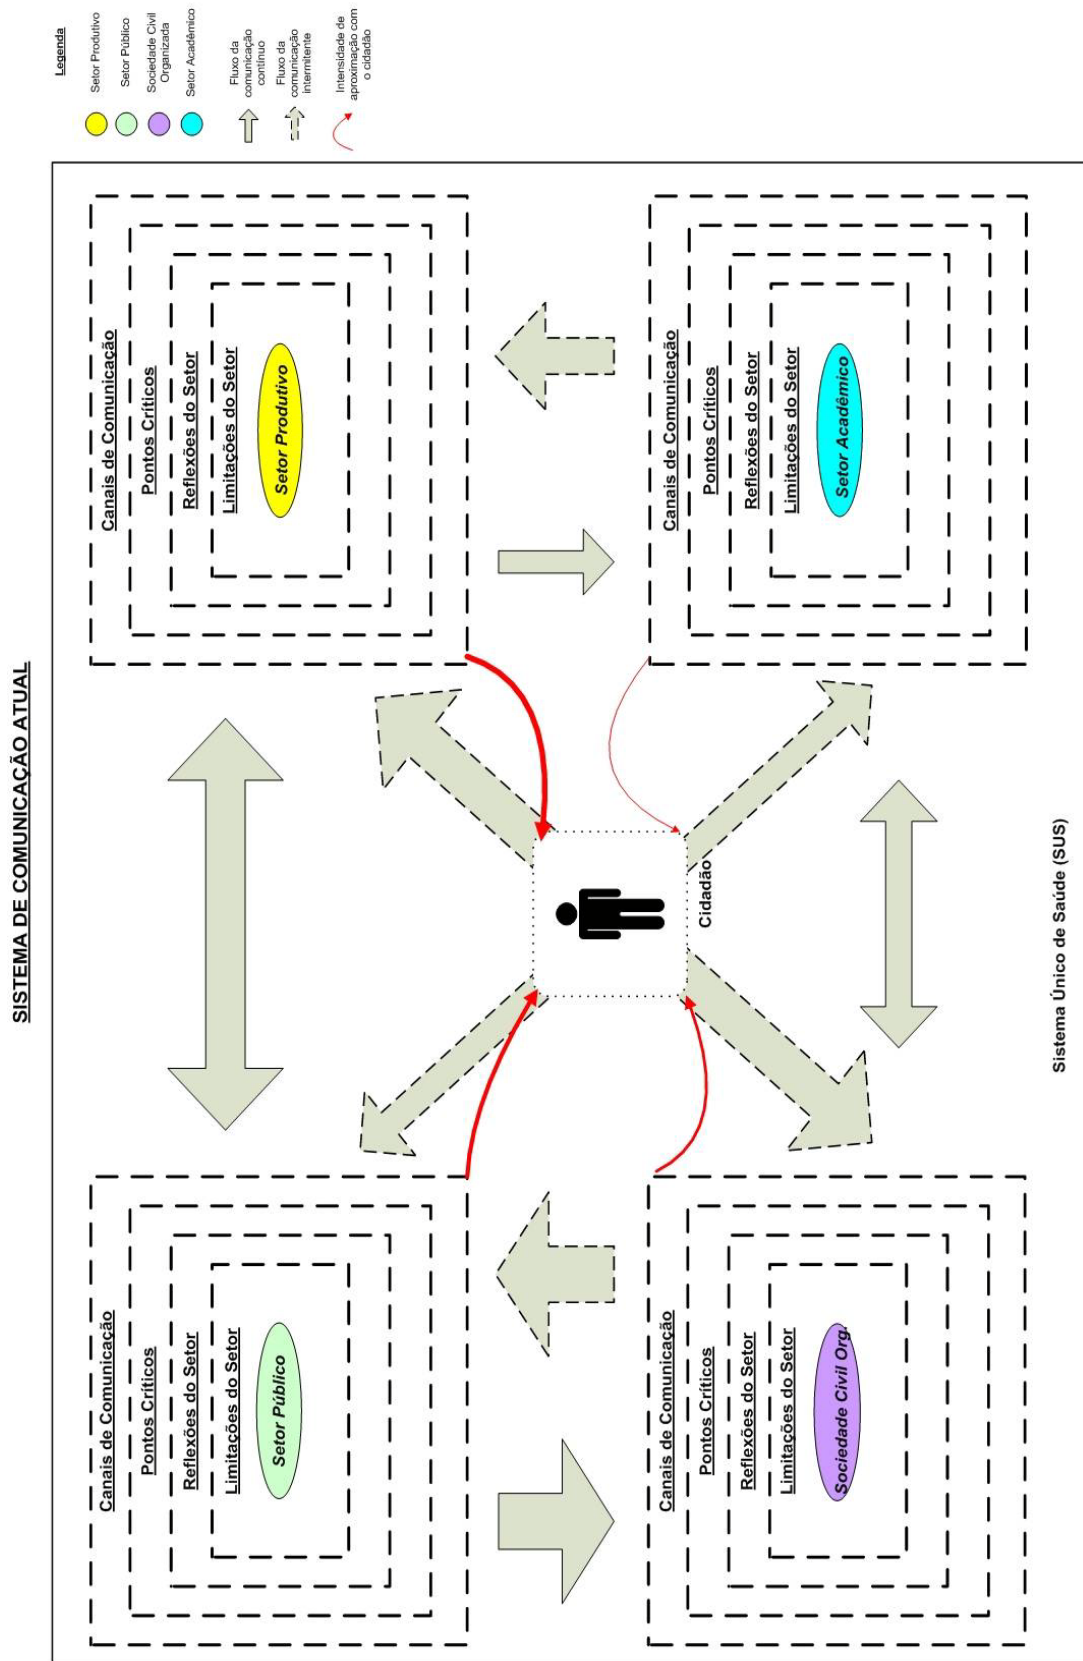 SISTEMA DE COMUNICAÇÃO ATUAL
Canais de Comunicação
Pontos Críticos
Reflexões do Setor
Limitações do Setor
Setor Público
Canais de Comunicação
Pontos Críticos
Reflexões do Setor
Limitações do Setor
Setor Produtivo
Cidadão
Canais de Comunicação
Pontos Críticos
Reflexões do Setor
Limitações do Setor
Sociedade Civil Org.
Canais de Comunicação
Pontos Críticos
Reflexões do Setor
Limitações do Setor
Setor Acadêmico
Sistema Único de Saúde (SUS)
Legenda
Setor Produtivo
Setor Público
Sociedade Civil
Organizada
Setor Acadêmico
Fluxo da
comunicação
contínuo
Fluxo da
comunicação
intermitente
Intensidade de
aproximação com
o cidadão